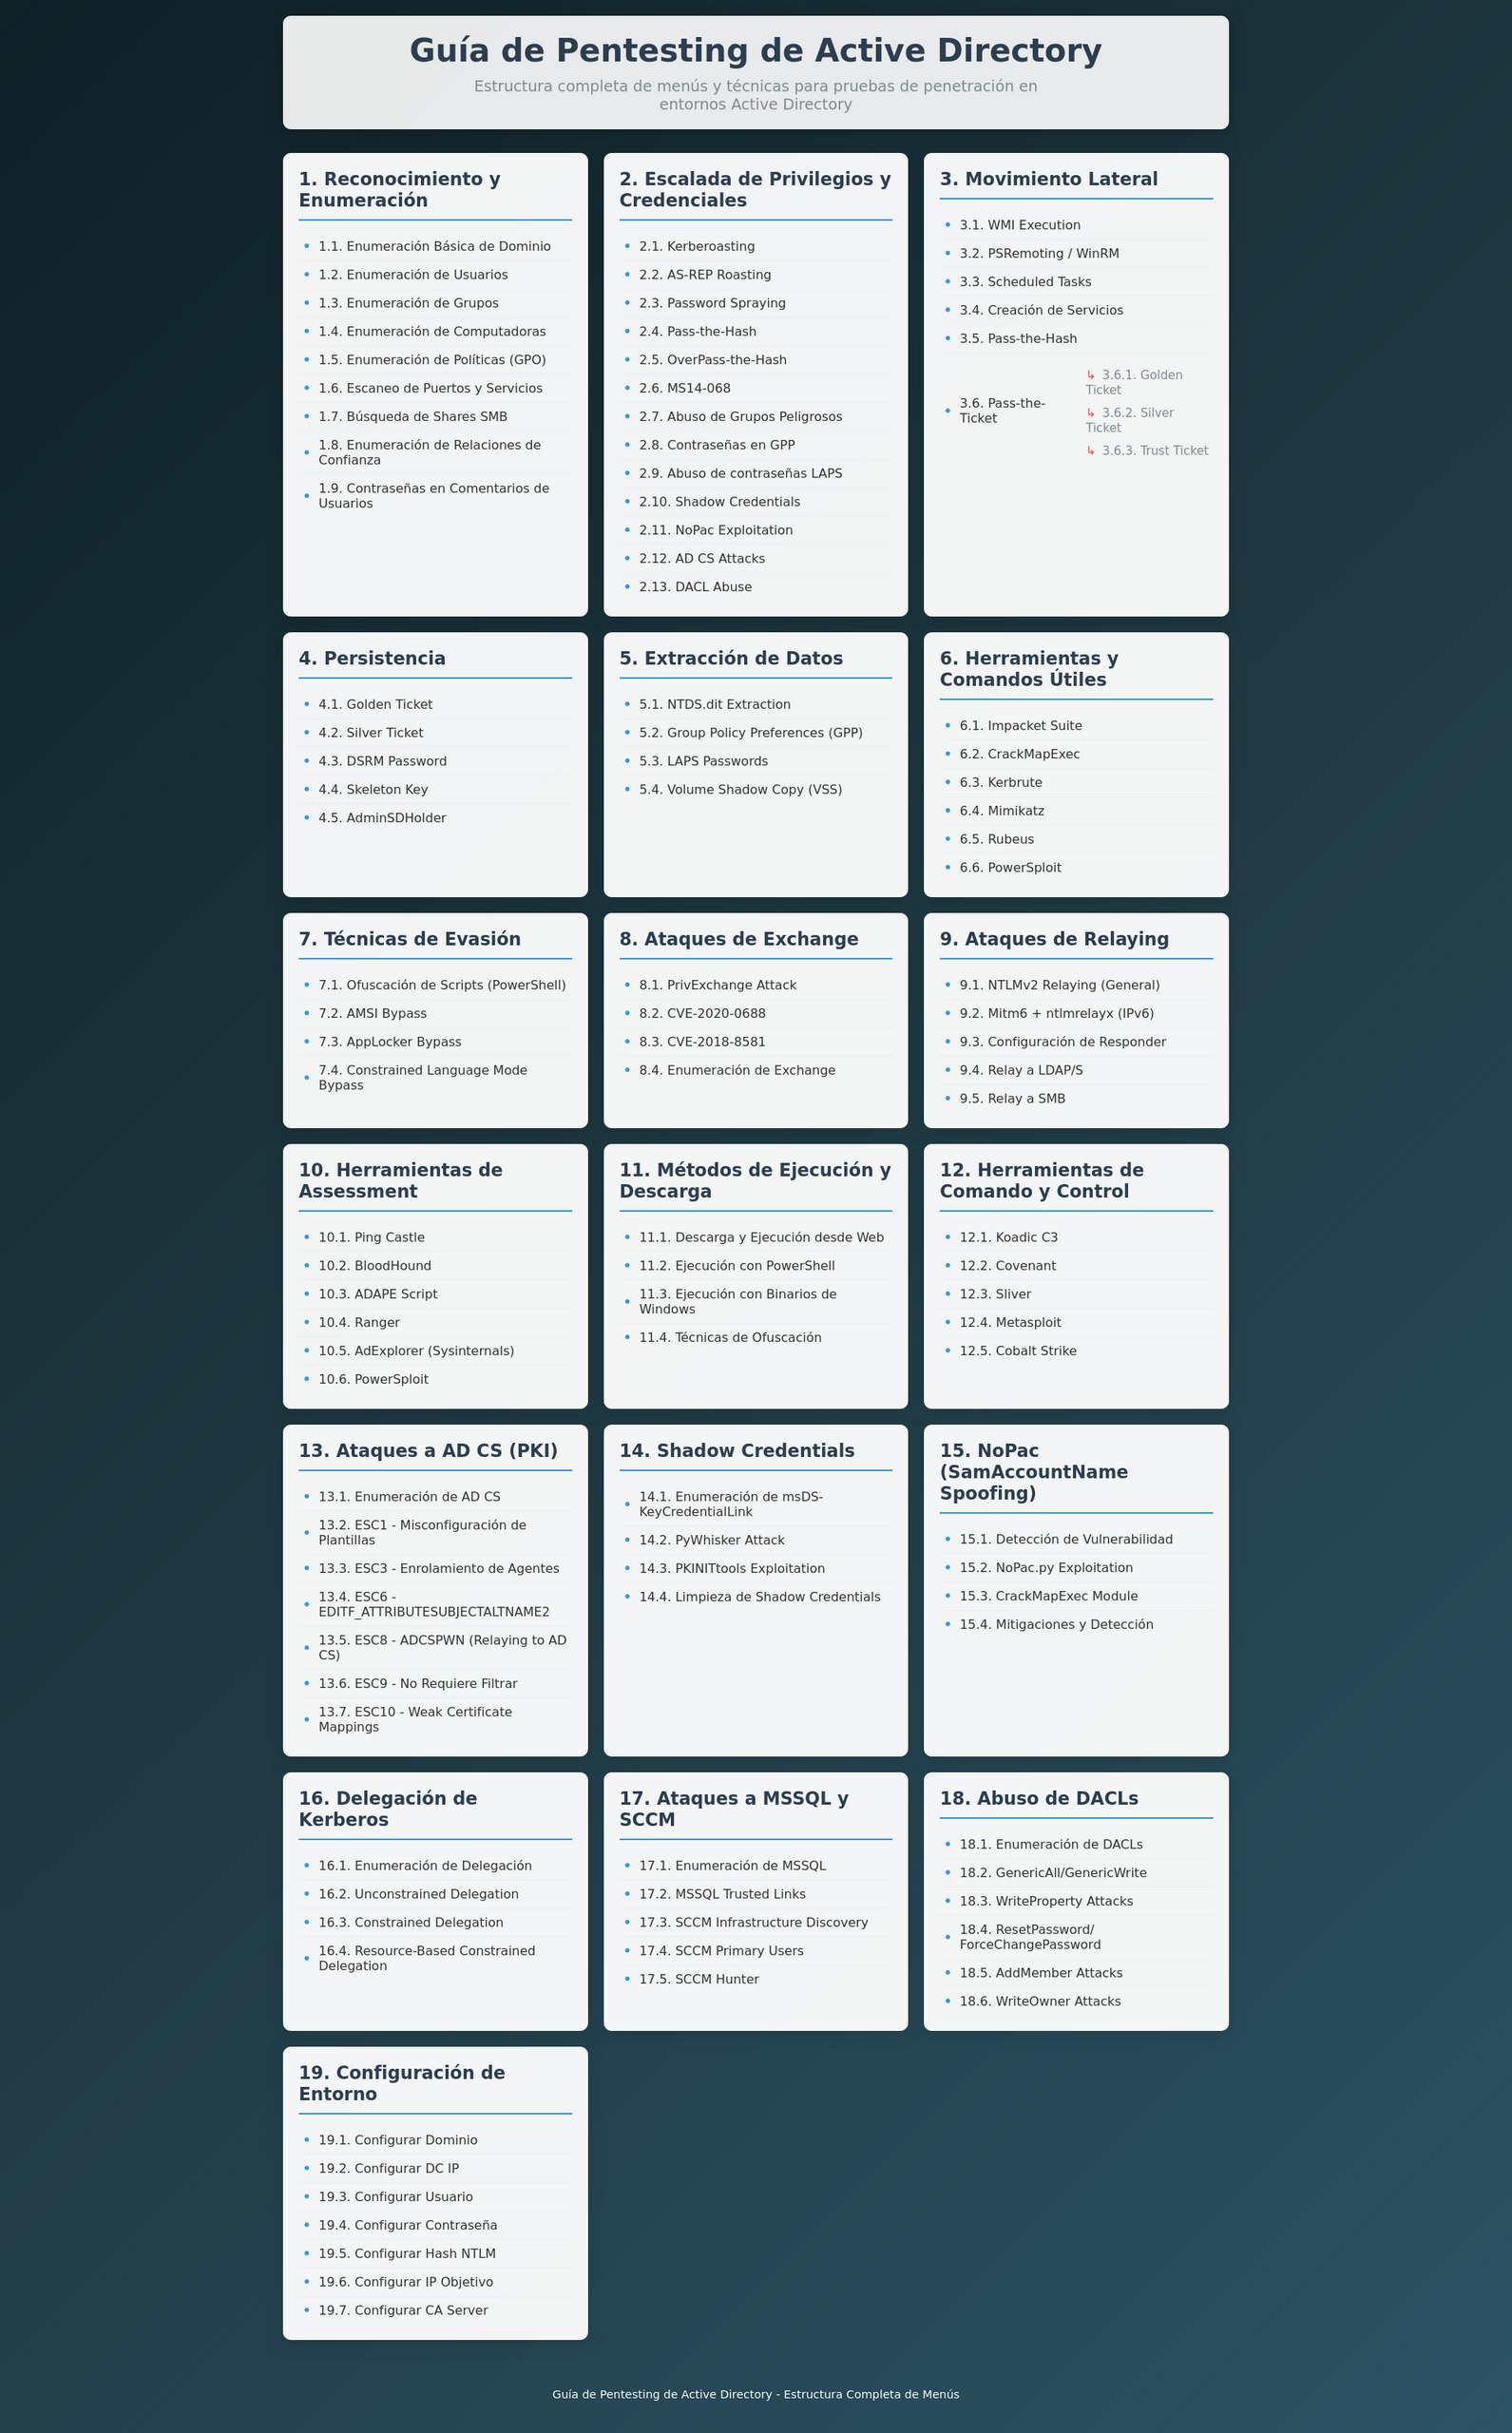 Guía de Pentesting de Active Directory
Estructura completa de menús y técnicas para pruebas de penetración en
entornos Active Directory
1. Reconocimiento y
Enumeración
• 1.1. Enumeración Básica de Dominio
• 1.2. Enumeración de Usuarios
• 1.3. Enumeración de Grupos
• 1.4. Enumeración de Computadoras
• 1.5. Enumeración de Políticas (GPO)
• 1.6. Escaneo de Puertos y Servicios
• 1.7. Búsqueda de Shares SMB
• 1.8. Enumeración de Relaciones de
Confianza
• 1.9. Contraseñas en Comentarios de
Usuarios
2. Escalada de Privilegios y
Credenciales
• 2.1. Kerberoasting
• 2.2. AS-REP Roasting
• 2.3. Password Spraying
• 2.4. Pass-the-Hash
• 2.5. OverPass-the-Hash
• 2.6. MS14-068
• 2.7. Abuso de Grupos Peligrosos
• 2.8. Contraseñas en GPP
• 2.9. Abuso de contraseñas LAPS
• 2.10. Shadow Credentials
• 2.11. NoPac Exploitation
• 2.12. AD CS Attacks
• 2.13. DACL Abuse
3. Movimiento Lateral
• 3.1. WMI Execution
• 3.2. PSRemoting / WinRM
• 3.3. Scheduled Tasks
• 3.4. Creación de Servicios
• 3.5. Pass-the-Hash
• 3.6. Pass-the-
Ticket
↳ 3.6.1. Golden
Ticket
↳ 3.6.2. Silver
Ticket
↳ 3.6.3. Trust Ticket
4. Persistencia
• 4.1. Golden Ticket
• 4.2. Silver Ticket
• 4.3. DSRM Password
• 4.4. Skeleton Key
• 4.5. AdminSDHolder
5. Extracción de Datos
• 5.1. NTDS.dit Extraction
• 5.2. Group Policy Preferences (GPP)
• 5.3. LAPS Passwords
• 5.4. Volume Shadow Copy (VSS)
6. Herramientas y
Comandos Útiles
• 6.1. Impacket Suite
• 6.2. CrackMapExec
• 6.3. Kerbrute
• 6.4. Mimikatz
• 6.5. Rubeus
• 6.6. PowerSploit
7. Técnicas de Evasión
• 7.1. Ofuscación de Scripts (PowerShell)
• 7.2. AMSI Bypass
• 7.3. AppLocker Bypass
• 7.4. Constrained Language Mode
Bypass
8. Ataques de Exchange
• 8.1. PrivExchange Attack
• 8.2. CVE-2020-0688
• 8.3. CVE-2018-8581
• 8.4. Enumeración de Exchange
9. Ataques de Relaying
• 9.1. NTLMv2 Relaying (General)
• 9.2. Mitm6 + ntlmrelayx (IPv6)
• 9.3. Configuración de Responder
• 9.4. Relay a LDAP/S
• 9.5. Relay a SMB
10. Herramientas de
Assessment
• 10.1. Ping Castle
• 10.2. BloodHound
• 10.3. ADAPE Script
• 10.4. Ranger
• 10.5. AdExplorer (Sysinternals)
• 10.6. PowerSploit
11. Métodos de Ejecución y
Descarga
• 11.1. Descarga y Ejecución desde Web
• 11.2. Ejecución con PowerShell
• 11.3. Ejecución con Binarios de
Windows
• 11.4. Técnicas de Ofuscación
12. Herramientas de
Comando y Control
• 12.1. Koadic C3
• 12.2. Covenant
• 12.3. Sliver
• 12.4. Metasploit
• 12.5. Cobalt Strike
13. Ataques a AD CS (PKI)
• 13.1. Enumeración de AD CS
• 13.2. ESC1 - Misconfiguración de
Plantillas
• 13.3. ESC3 - Enrolamiento de Agentes
• 13.4. ESC6 -
EDITF_ATTRIBUTESUBJECTALTNAME2
• 13.5. ESC8 - ADCSPWN (Relaying to AD
CS)
• 13.6. ESC9 - No Requiere Filtrar
• 13.7. ESC10 - Weak Certificate
Mappings
14. Shadow Credentials
• 14.1. Enumeración de msDS-
KeyCredentialLink
• 14.2. PyWhisker Attack
• 14.3. PKINITtools Exploitation
• 14.4. Limpieza de Shadow Credentials
15. NoPac
(SamAccountName
Spoofing)
• 15.1. Detección de Vulnerabilidad
• 15.2. NoPac.py Exploitation
• 15.3. CrackMapExec Module
• 15.4. Mitigaciones y Detección
16. Delegación de
Kerberos
• 16.1. Enumeración de Delegación
• 16.2. Unconstrained Delegation
• 16.3. Constrained Delegation
• 16.4. Resource-Based Constrained
Delegation
17. Ataques a MSSQL y
SCCM
• 17.1. Enumeración de MSSQL
• 17.2. MSSQL Trusted Links
• 17.3. SCCM Infrastructure Discovery
• 17.4. SCCM Primary Users
• 17.5. SCCM Hunter
18. Abuso de DACLs
• 18.1. Enumeración de DACLs
• 18.2. GenericAll/GenericWrite
• 18.3. WriteProperty Attacks
• 18.4. ResetPassword/
ForceChangePassword
• 18.5. AddMember Attacks
• 18.6. WriteOwner Attacks
19. Configuración de
Entorno
• 19.1. Configurar Dominio
• 19.2. Configurar DC IP
• 19.3. Configurar Usuario
• 19.4. Configurar Contraseña
• 19.5. Configurar Hash NTLM
• 19.6. Configurar IP Objetivo
• 19.7. Configurar CA Server
Guía de Pentesting de Active Directory - Estructura Completa de Menús